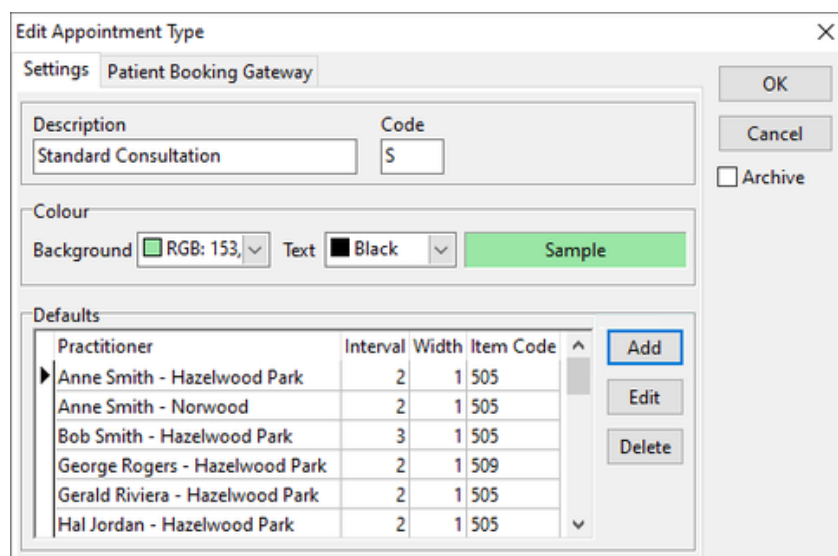 Edit Appointment Type
Settings Patient Booking Gateway
OK
Description Code
Cancel
Standard Consultation S
Archive
Colour
Background RGB: 153, Text Black Sample
Defaults
Practitioner Interval Width Item Code
Add
Anne Smith - Hazelwood Park 2 1 505
Anne Smith - Norwood 2 1 505
Edit
Bob Smith - Hazelwood Park 3 1 505
Delete
George Rogers - Hazelwood Park 2 1 509
Gerald Riviera - Hazelwood Park 2 1 505
Hal Jordan - Hazelwood Park 2 1 505